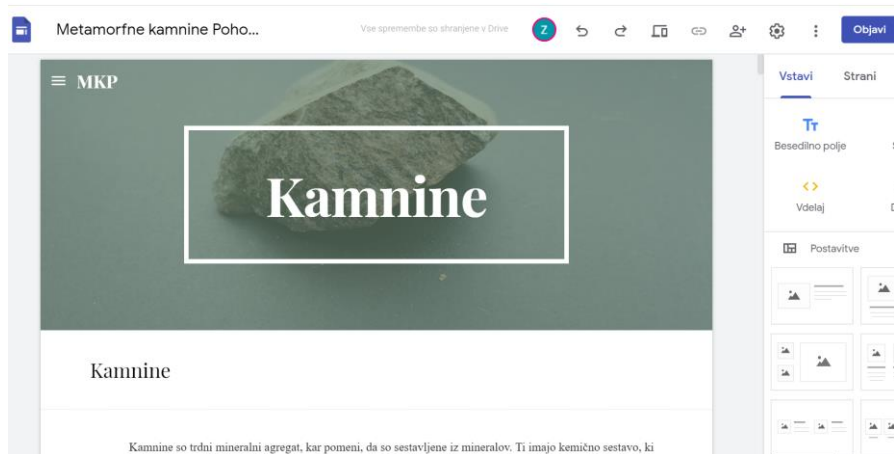 Metamorfne kamnine Poho...
Vse spremembe so shranjene v Drive
Z
Objavi
MKP
Kamnine
Vstavi Strani
Besedilno polje
Vdelaj
Postavitve
Kamnine
Kamnine so trdni mineralni agregat, kar pomeni, da so sestavljene iz mineralov. Ti imajo kemično sestavo, ki